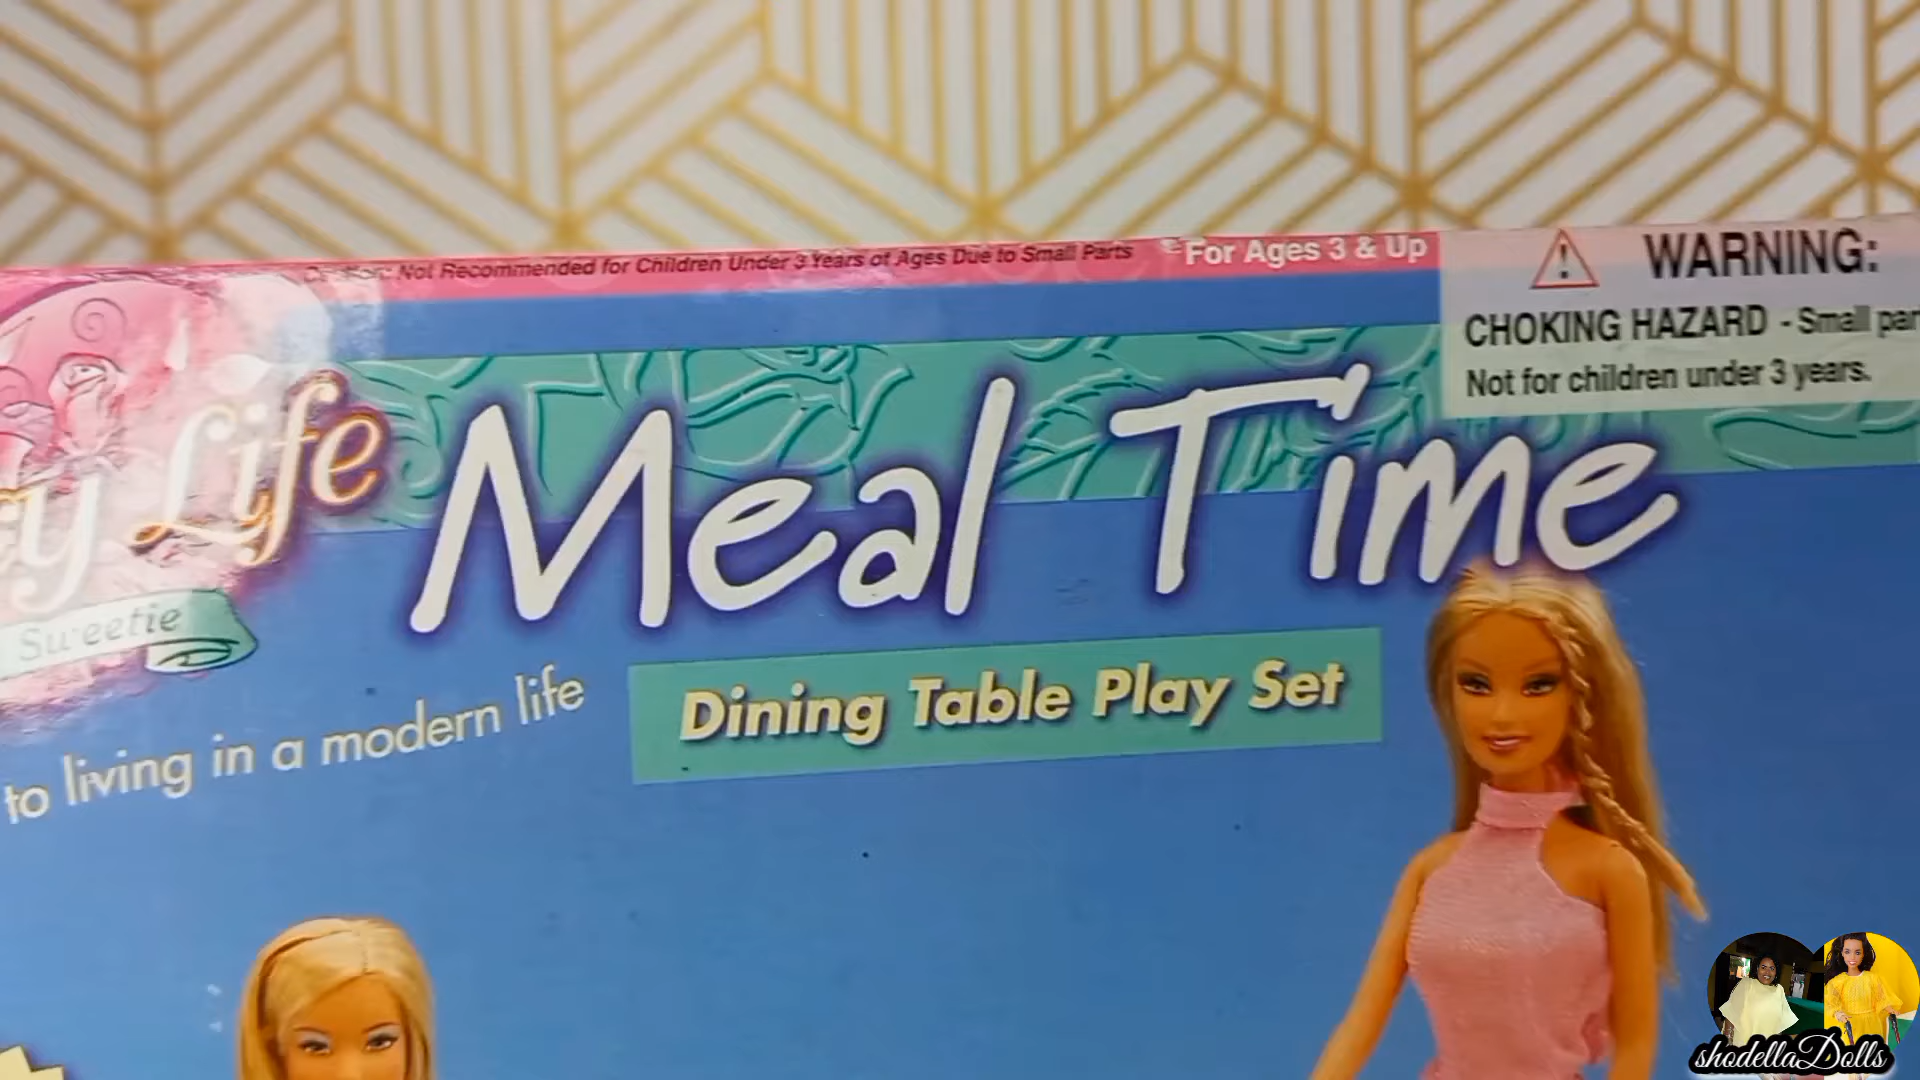 Caution: Not Recommended for Children Under 3 Years of Ages Due to Small Parts
For Ages 3 & Up
WARNING:
CHOKING HAZARD - Small par
Not for children under 3 years.
y Life
Sweetie
Meal Time
Dining Table Play Set
to living in a modern life
shodellaDolls